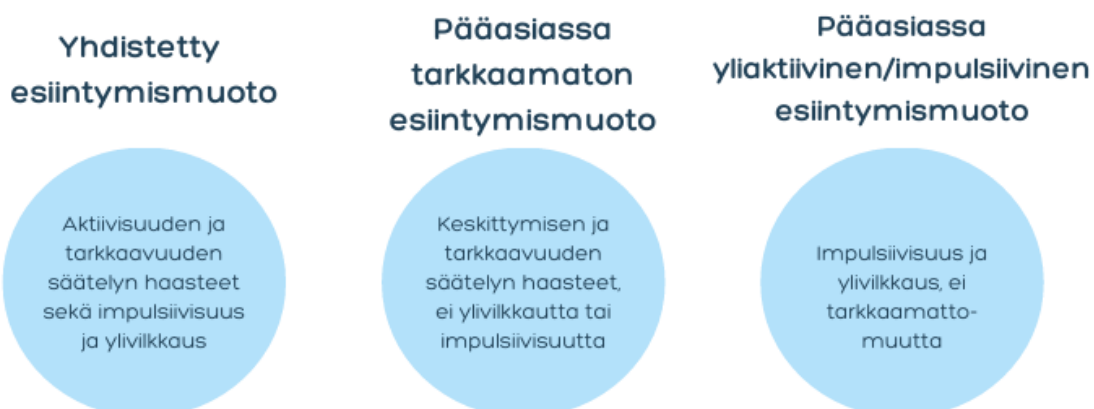 Yhdistetty
esiintymismuoto
Aktiivisuuden ja
tarkkaavuuden
säätelyn haasteet
sekä impulsiivisuus
ja ylivilkkaus
Pääasiassa
tarkkaamaton
esiintymismuoto
Keskittymisen ja
tarkkaavuuden
säätelyn haasteet,
ei ylivilkkautta tai
impulsiivisuutta
Pääasiassa
yliaktiivinen/impulsiivinen
esiintymismuoto
Impulsiivisuus ja
ylivilkkaus, ei
tarkkaamatto-
muutta